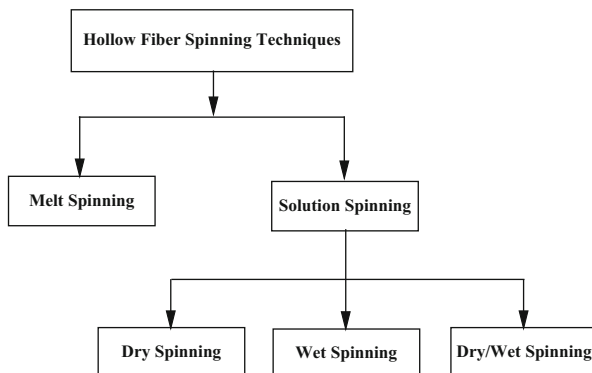 Hollow Fiber Spinning Techniques
Melt Spinning
Solution Spinning
Dry Spinning
Wet Spinning
Dry/Wet Spinning